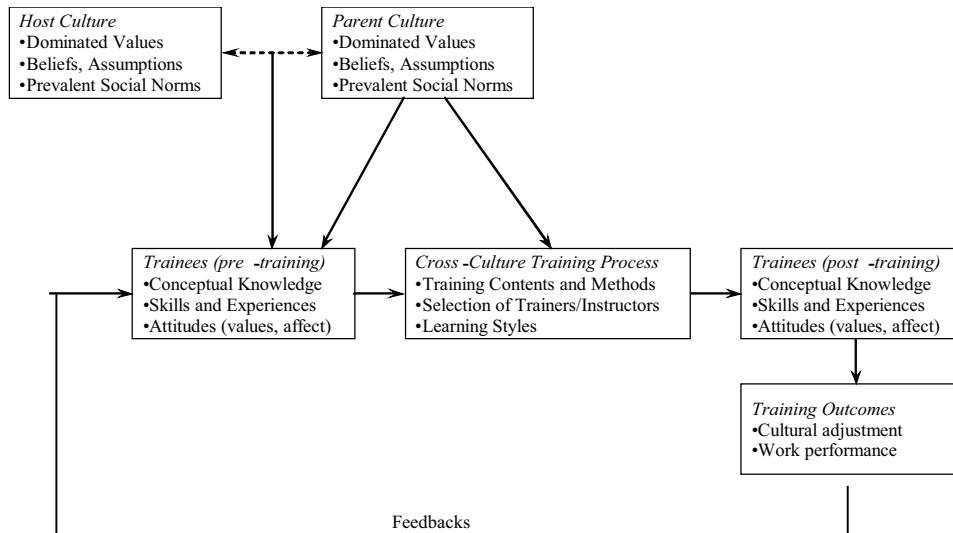 Host Culture
•Dominated Values
•Beliefs, Assumptions
•Prevalent Social Norms
Parent Culture
•Dominated Values
•Beliefs, Assumptions
•Prevalent Social Norms
Trainees (pre -training)
•Conceptual Knowledge
•Skills and Experiences
•Attitudes (values, affect)
Cross -Culture Training Process
•Training Contents and Methods
•Selection of Trainers/Instructors
•Learning Styles
Trainees (post -training)
•Conceptual Knowledge
•Skills and Experiences
•Attitudes (values, affect)
Training Outcomes
•Cultural adjustment
•Work performance
Feedbacks